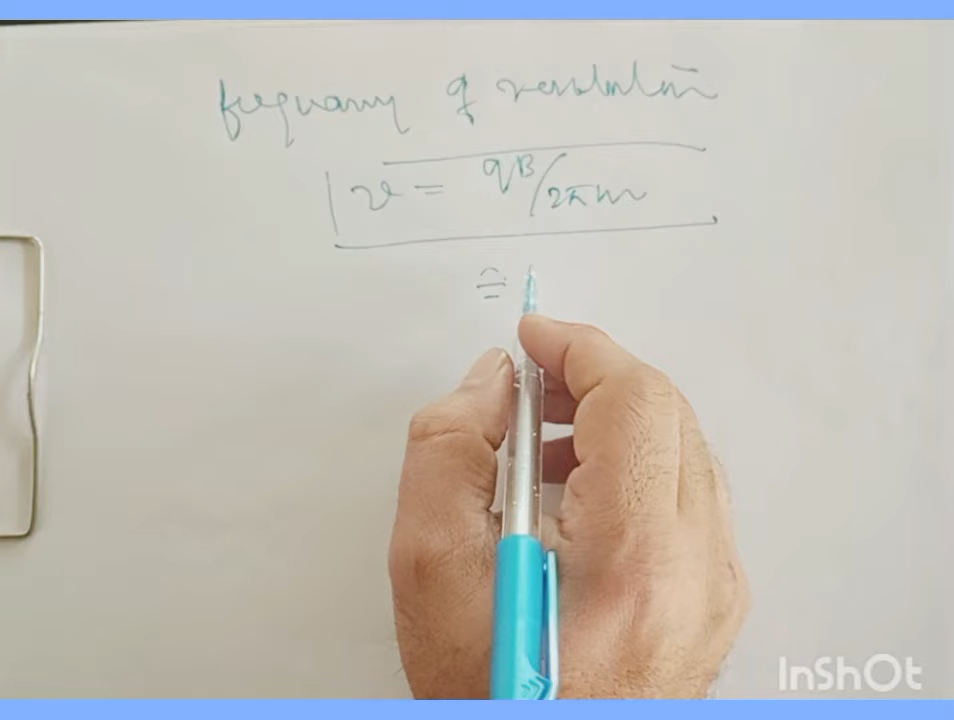 frequency of revolution
ν = qB/2πm
≅
InShOt